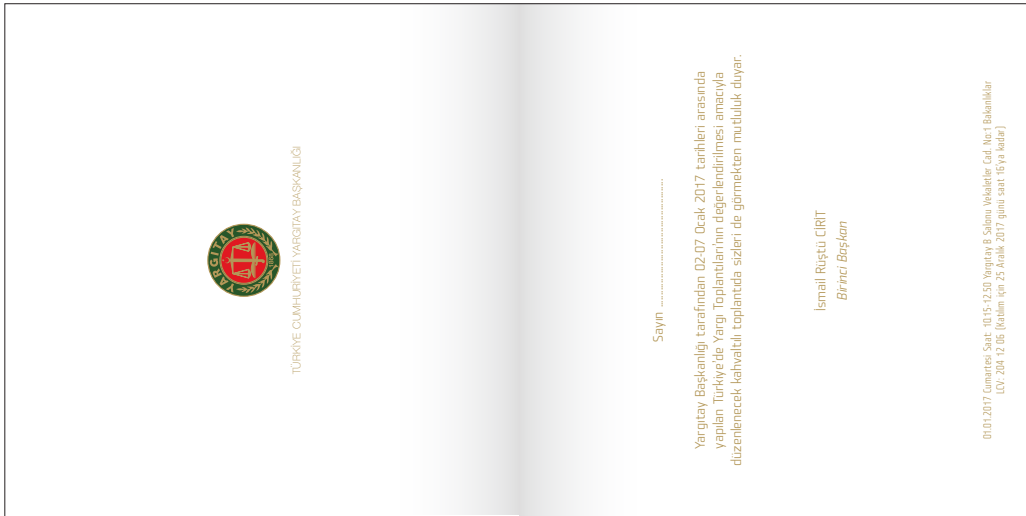 YARGITAY
1868
TÜRKİYE CUMHURİYETİ YARGITAY BAŞKANLIĞI
Sayın ...................................................
Yargıtay Başkanlığı tarafından 02-07 Ocak 2017 tarihleri arasında
yapılan Türkiye'de Yargı Toplantıları'nın değerlendirilmesi amacıyla
düzenlenecek kahvaltılı toplantıda sizleri de görmekten mutluluk duyar.
İsmail Rüştü CİRİT
Birinci Başkan
01.01.2017 Cumartesi Saat: 10.15-12.50 Yargıtay B Salonu Vekaletler Cad. No:1 Bakanlıklar
LCV: 204 12 06 (Katılım için 25 Aralık 2017 günü saat 16'ya kadar)